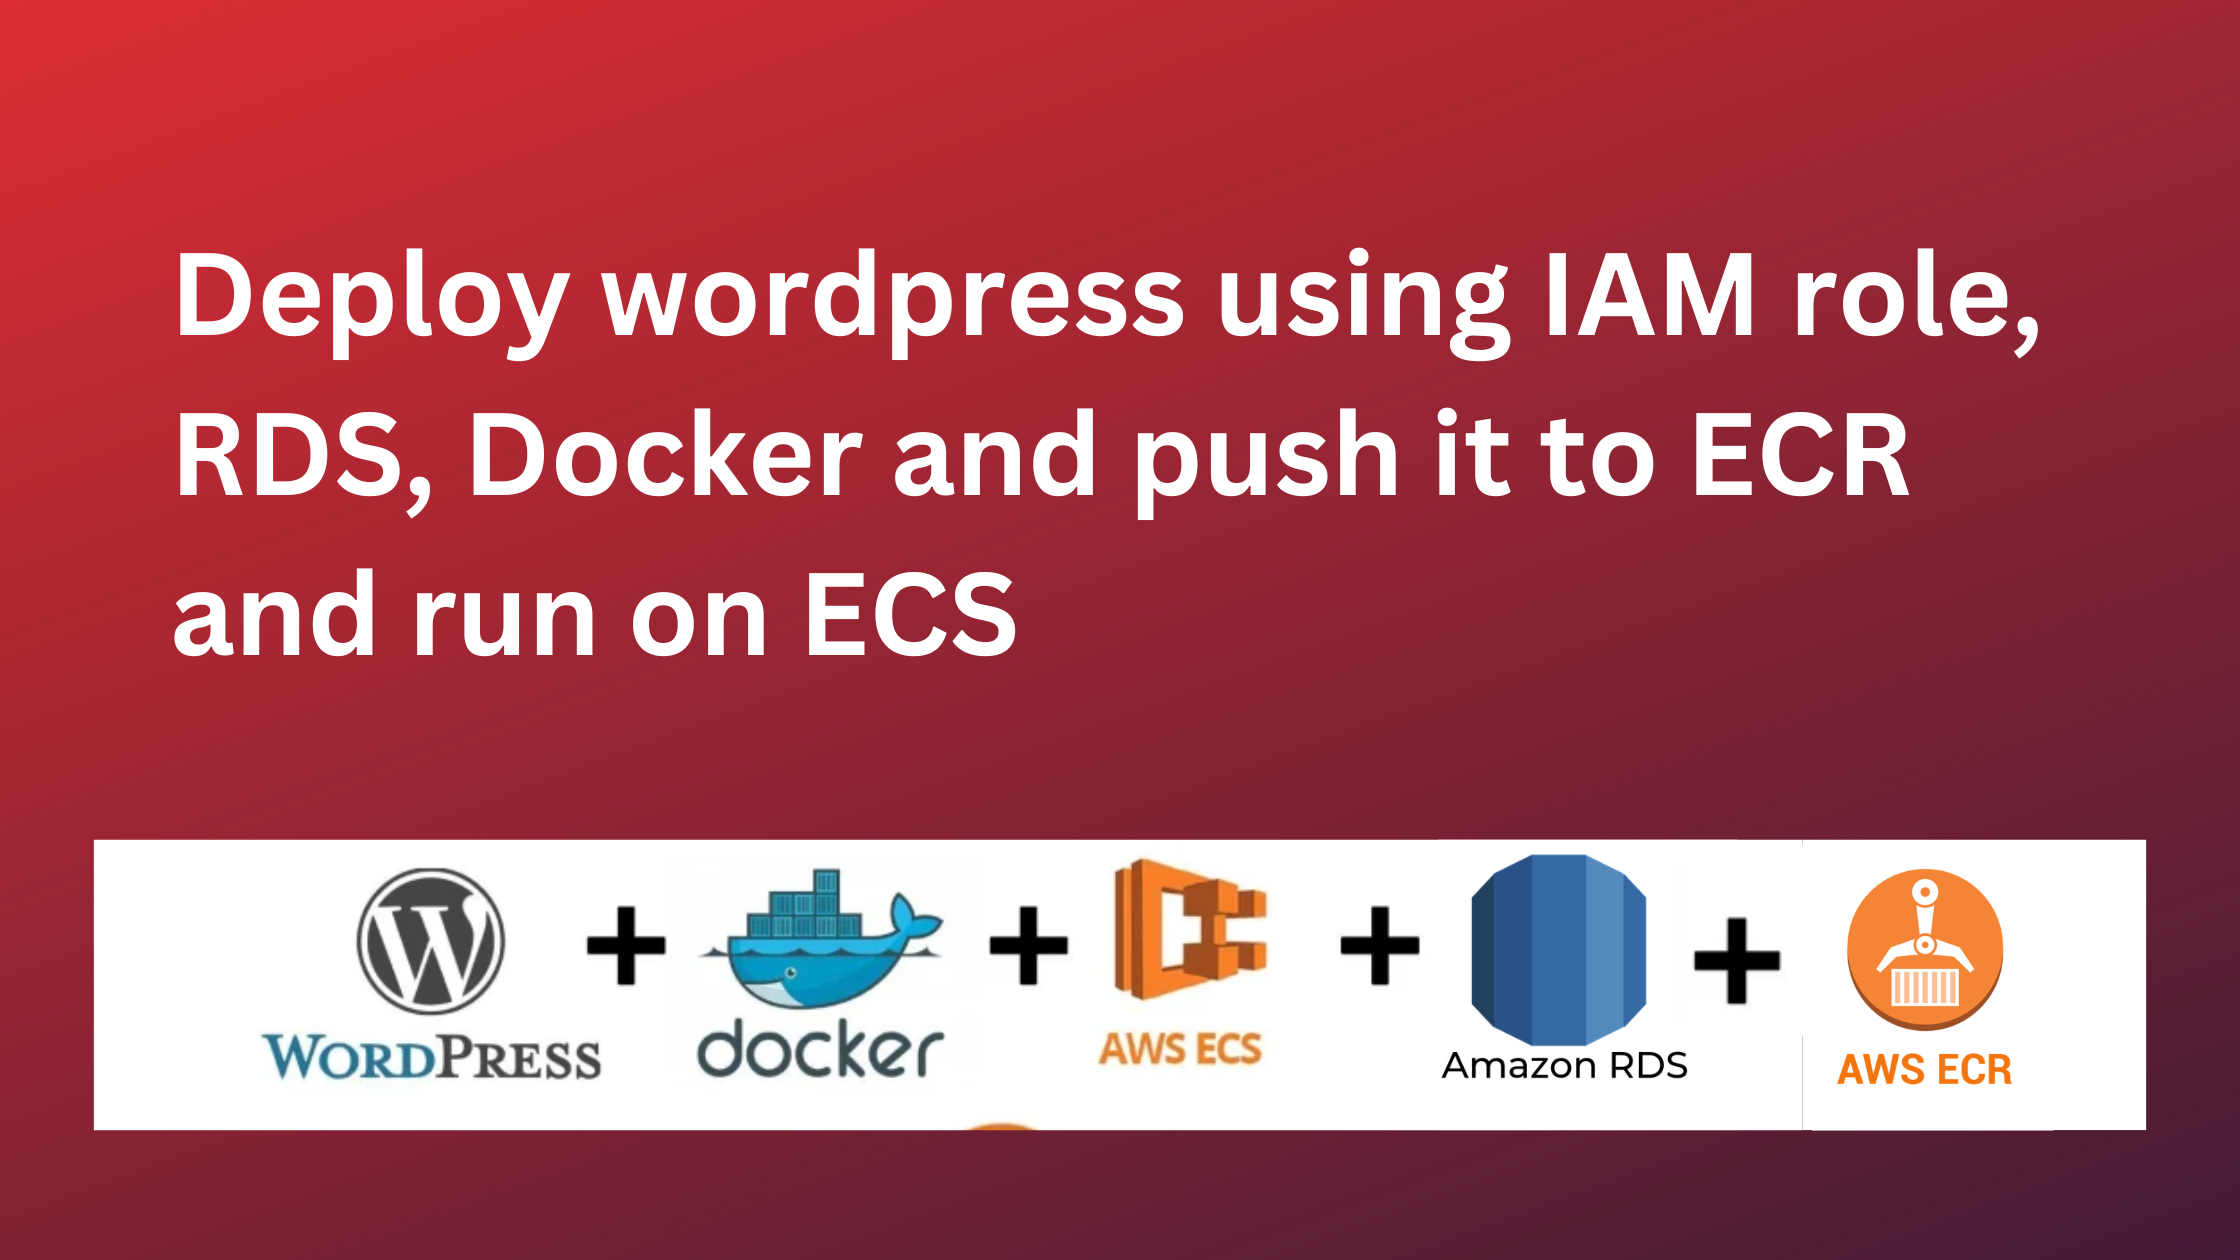 Deploy wordpress using IAM role,
RDS, Docker and push it to ECR
and run on ECS
WORDPRESS
docker
AWS ECS
Amazon RDS
AWS ECR